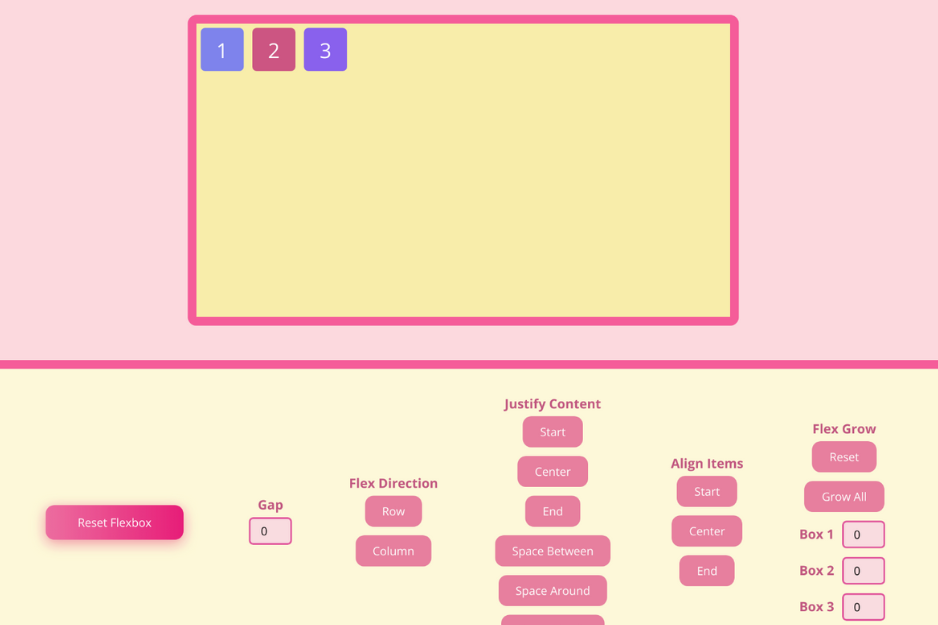 1 2 3
Reset Flexbox
Gap
0
Flex Direction
Row
Column
Justify Content
Start
Center
End
Space Between
Space Around
Align Items
Start
Center
End
Flex Grow
Reset
Grow All
Box 1 0
Box 2 0
Box 3 0